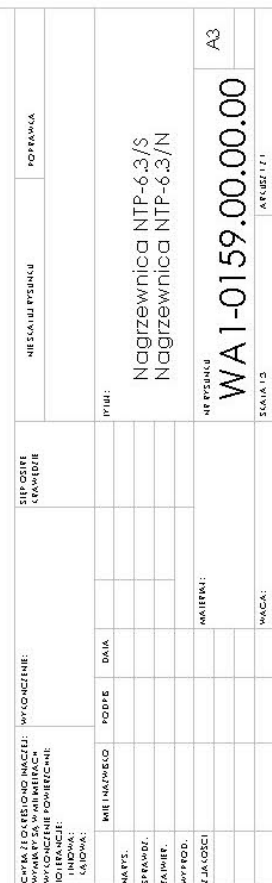 CHYBA ŻE OKREŚLONO INACZEJ:
WYMIARY SĄ W MILIMETRACH
WYKOŃCZENIE POWIERZCHNI:
TOLERANCJE:
LINIOWA:
KĄTOWA:
WYKOŃCZENIE:
STĘP OSTRE
KRAWĘDZIE
NIE SKALUJ RYSUNKU
POPRAWKA
IMIĘ I NAZWISKO
PODPIS
DATA
TYTUŁ:
NARYS.
SPRAWDZ.
ZATWIER.
WYPROD.
Z.JAKOŚCI
Nagrzewnica NTP-6.3/S
Nagrzewnica NTP-6.3/N
MATERIAŁ:
NR RYSUNKU
WA1-0159.00.00.00
A3
WAGA:
SKALA 1:5
ARKUSZ 1 Z 1